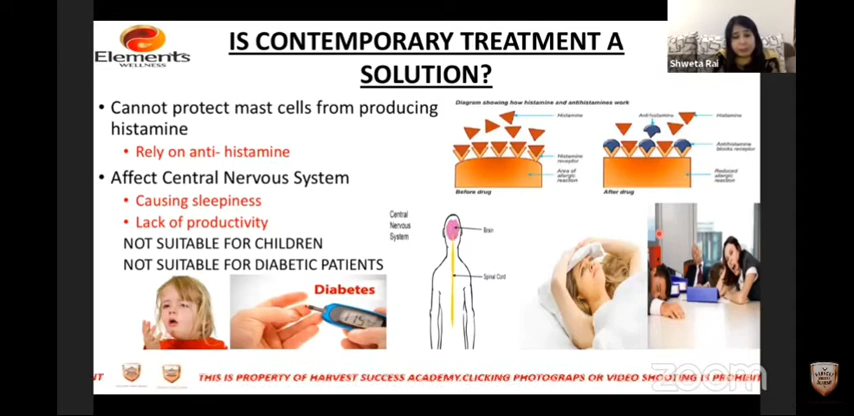 Elements
WELLNESS
IS CONTEMPORARY TREATMENT A
SOLUTION?
Shweta Rai
• Cannot protect mast cells from producing
histamine
• Rely on anti- histamine
• Affect Central Nervous System
• Causing sleepiness
• Lack of productivity
NOT SUITABLE FOR CHILDREN
NOT SUITABLE FOR DIABETIC PATIENTS
Diagram showing how histamine and antihistamines work
Histamine
Histamine
receptor
Area of
allergic
reaction
Before drug
Antihistamine
Histamine
Antihistamine
blocks receptor
Reduced
allergic
reaction
After drug
Central
Nervous
System
Brain
Spinal Cord
Diabetes
zoom
NT
THIS IS PROPERTY OF HARVEST SUCCESS ACADEMY.CLICKING PHOTOGRAPS OR VIDEO SHOOTING IS PROHIBIT